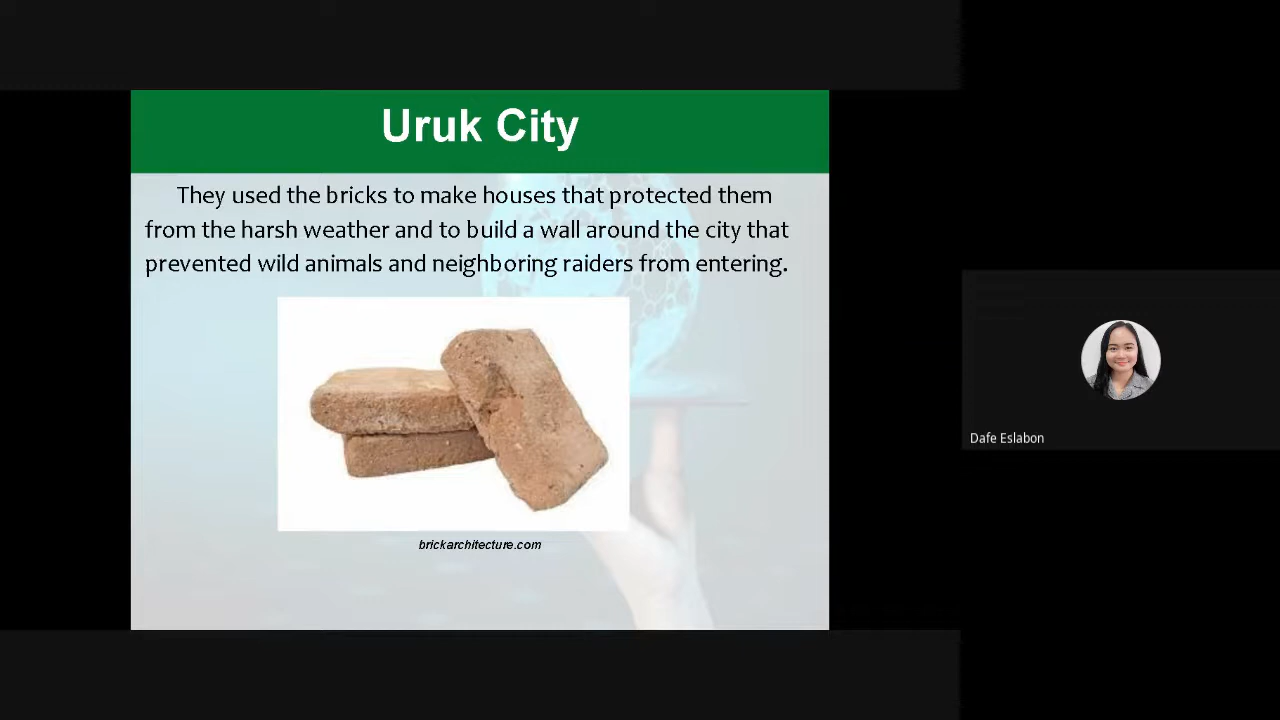 Uruk City
They used the bricks to make houses that protected them
from the harsh weather and to build a wall around the city that
prevented wild animals and neighboring raiders from entering.
brickarchitecture.com
Dafe Eslabon